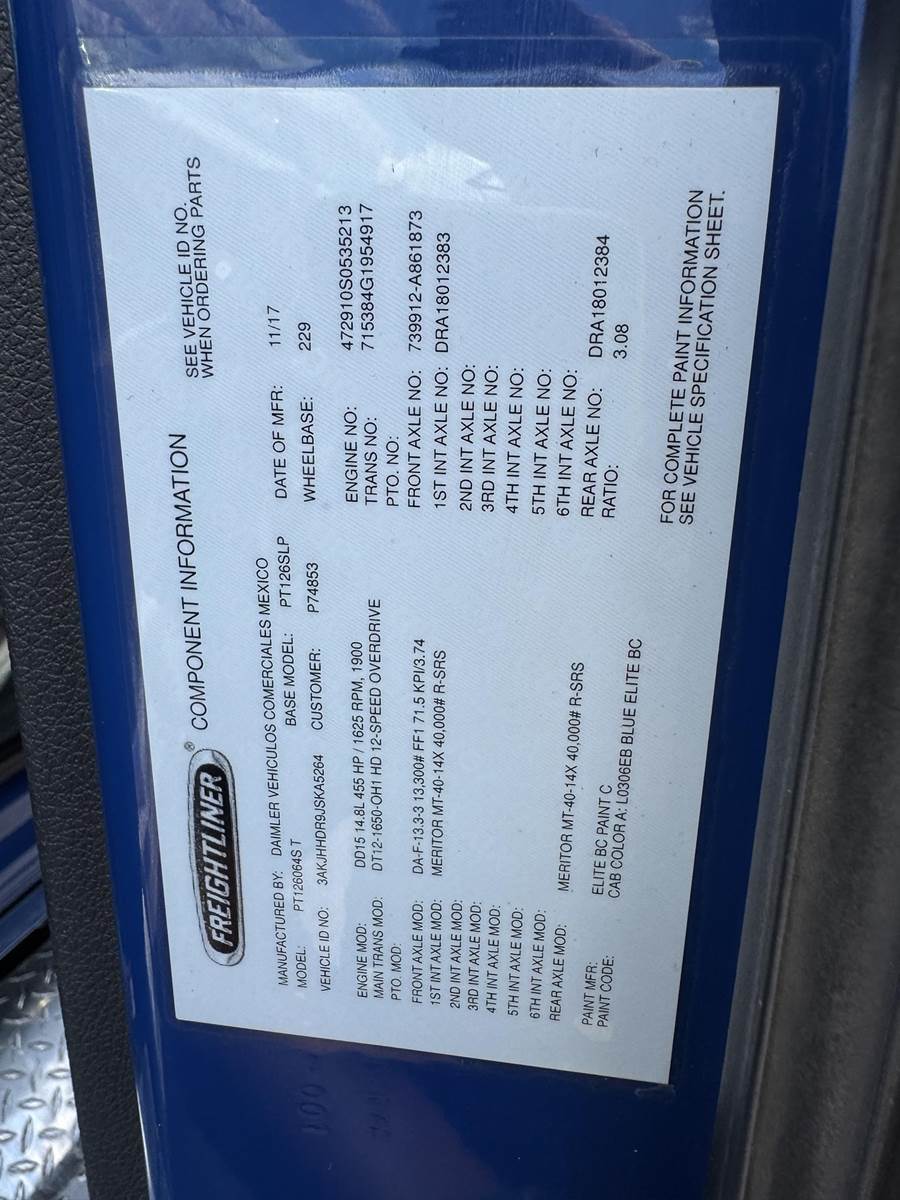 FREIGHTLINER® COMPONENT INFORMATION
SEE VEHICLE ID NO.
WHEN ORDERING PARTS
MANUFACTURED BY: DAIMLER VEHICULOS COMERCIALES MEXICO DATE OF MFR: 11/17
MODEL: PT126064S T BASE MODEL: PT126SLP WHEELBASE: 229
VEHICLE ID NO: 3AKJHHDR9JSKA5264 CUSTOMER: P74853
ENGINE MOD: DD15 14.8L 455 HP / 1625 RPM, 1900 ENGINE NO: 472910S0535213
MAIN TRANS MOD: DT12-1650-OH1 HD 12-SPEED OVERDRIVE TRANS NO: 715384G1954917
PTO. MOD: PTO. NO:
FRONT AXLE MOD: DA-F-13.3-3 13,300# FF1 71.5 KPI/3.74 FRONT AXLE NO: 739912-A861873
1ST INT AXLE MOD: MERITOR MT-40-14X 40,000# R-SRS 1ST INT AXLE NO: DRA18012383
2ND INT AXLE MOD: 2ND INT AXLE NO:
3RD INT AXLE MOD: 3RD INT AXLE NO:
4TH INT AXLE MOD: 4TH INT AXLE NO:
5TH INT AXLE MOD: 5TH INT AXLE NO:
6TH INT AXLE MOD: 6TH INT AXLE NO:
REAR AXLE MOD: MERITOR MT-40-14X 40,000# R-SRS REAR AXLE NO: DRA18012384
RATIO: 3.08
PAINT MFR: ELITE BC PAINT C
PAINT CODE: CAB COLOR A: L0306EB BLUE ELITE BC
FOR COMPLETE PAINT INFORMATION
SEE VEHICLE SPECIFICATION SHEET.